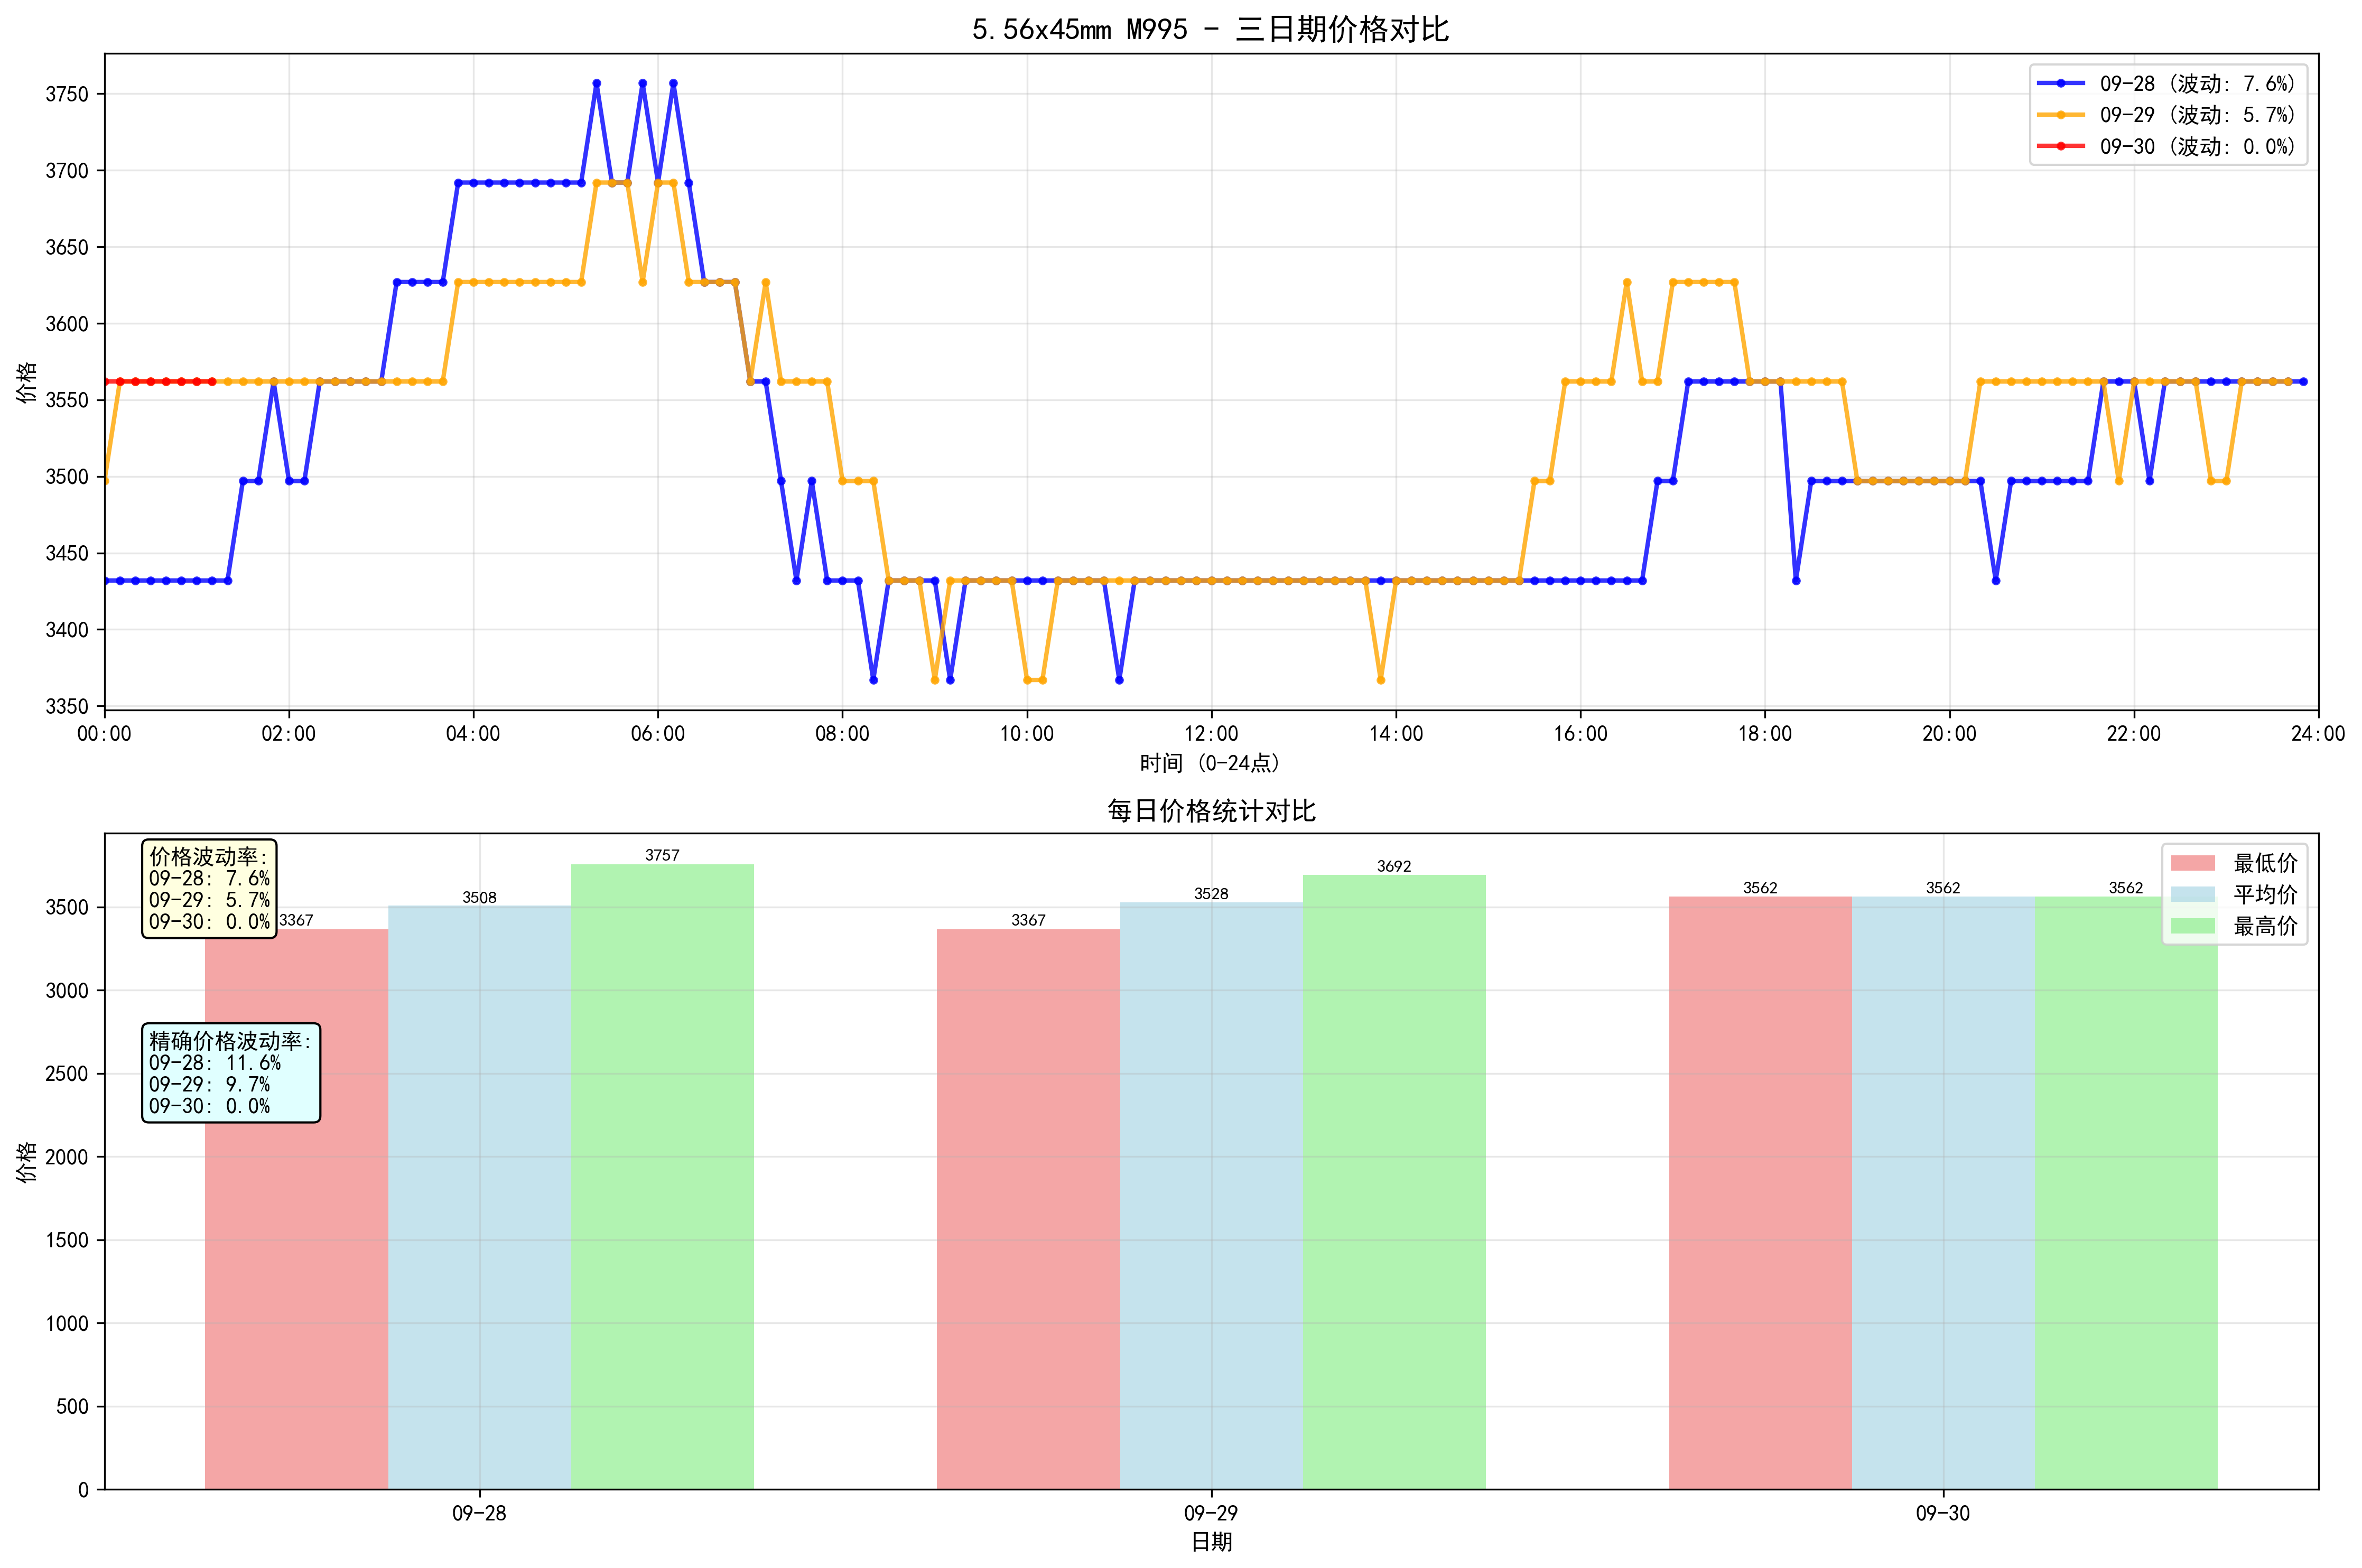 5.56x45mm M995 - 三日期价格对比
价格
3750
3700
3650
3600
3550
3500
3450
3400
3350
09-28 (波动: 7.6%)
09-29 (波动: 5.7%)
09-30 (波动: 0.0%)
00:00 02:00 04:00 06:00 08:00 10:00 12:00 14:00 16:00 18:00 20:00 22:00 24:00
时间 (0-24点)
每日价格统计对比
价格
3500
3000
2500
2000
1500
1000
500
0
价格波动率:
09-28: 7.6%
09-29: 5.7%
09-30: 0.0%
精确价格波动率:
09-28: 11.6%
09-29: 9.7%
09-30: 0.0%
3367 3508 3757 3367 3528 3692 3562 3562 3562
最低价
平均价
最高价
09-28 09-29 09-30
日期